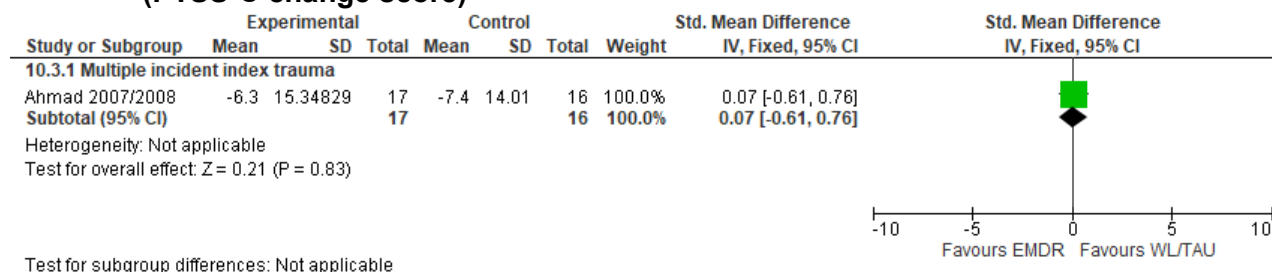 (PTSS-C change score)
Experimental Control Std. Mean Difference Std. Mean Difference
Study or Subgroup Mean SD Total Mean SD Total Weight IV, Fixed, 95% CI IV, Fixed, 95% CI
10.3.1 Multiple incident index trauma
Ahmad 2007/2008 -6.3 15.34829 17 -7.4 14.01 16 100.0% 0.07 [-0.61, 0.76]
Subtotal (95% CI) 17 16 100.0% 0.07 [-0.61, 0.76]
Heterogeneity: Not applicable
Test for overall effect: Z = 0.21 (P = 0.83)
-10 -5 0 5 10
Favours EMDR Favours WL/TAU
Test for subgroup differences: Not applicable